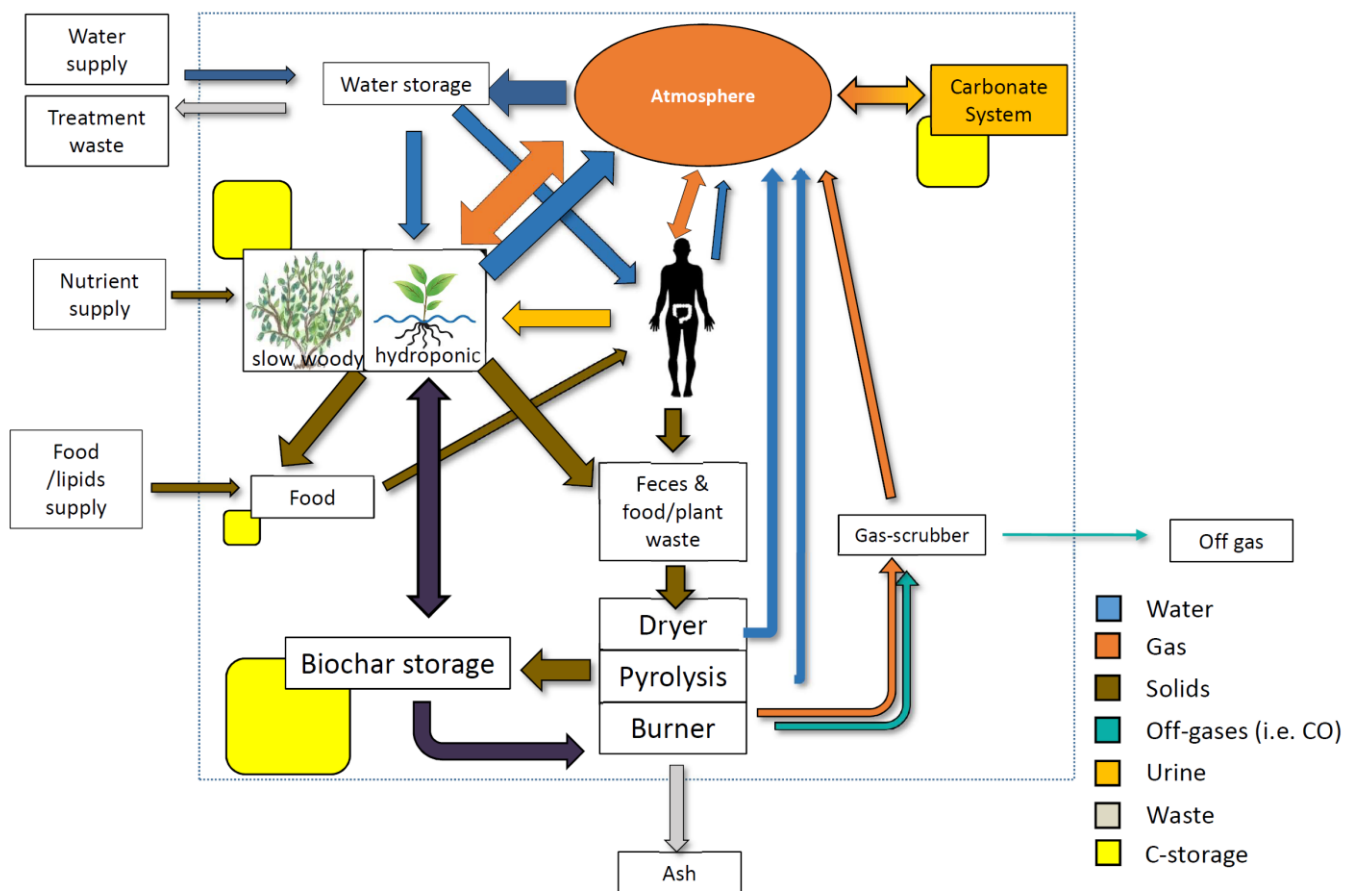 Water
supply
Treatment
waste
Water storage
Atmosphere
Carbonate
System
Nutrient
supply
slow woody
hydroponic
Food
/lipids
supply
Food
Feces &
food/plant
waste
Gas-scrubber
Off gas
Dryer
Biochar storage
Pyrolysis
Burner
Ash
Water
Gas
Solids
Off-gases (i.e. CO)
Urine
Waste
C-storage